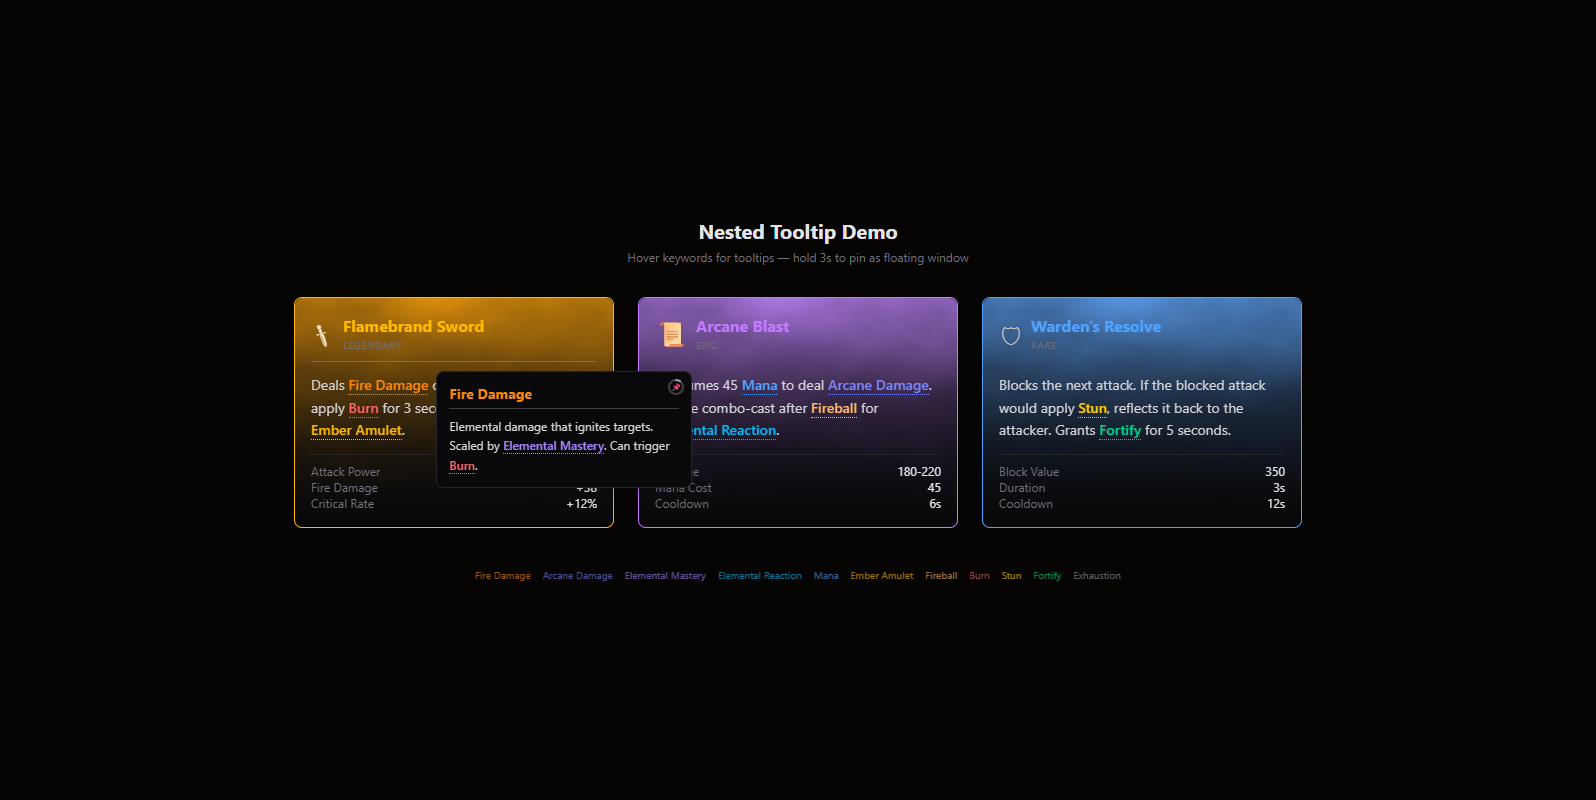 Nested Tooltip Demo
Hover keywords for tooltips — hold 3s to pin as floating window
Flamebrand Sword
LEGENDARY
Deals Fire Damage
apply Burn for 3
Ember Amulet.
Attack Power
Fire Damage
Critical Rate +12%
Fire Damage
Elemental damage that ignites targets.
Scaled by Elemental Mastery. Can trigger
Burn.
Arcane Blast
EPIC
45 Mana to deal Arcane Damage.
combo-cast after Fireball for
Reaction.
180-220
Mana Cost 45
Cooldown 6s
Warden's Resolve
RARE
Blocks the next attack. If the blocked attack
would apply Stun, reflects it back to the
attacker. Grants Fortify for 5 seconds.
Block Value 350
Duration 3s
Cooldown 12s
Fire Damage Arcane Damage Elemental Mastery Elemental Reaction Mana Ember Amulet Fireball Burn Stun Fortify Exhaustion